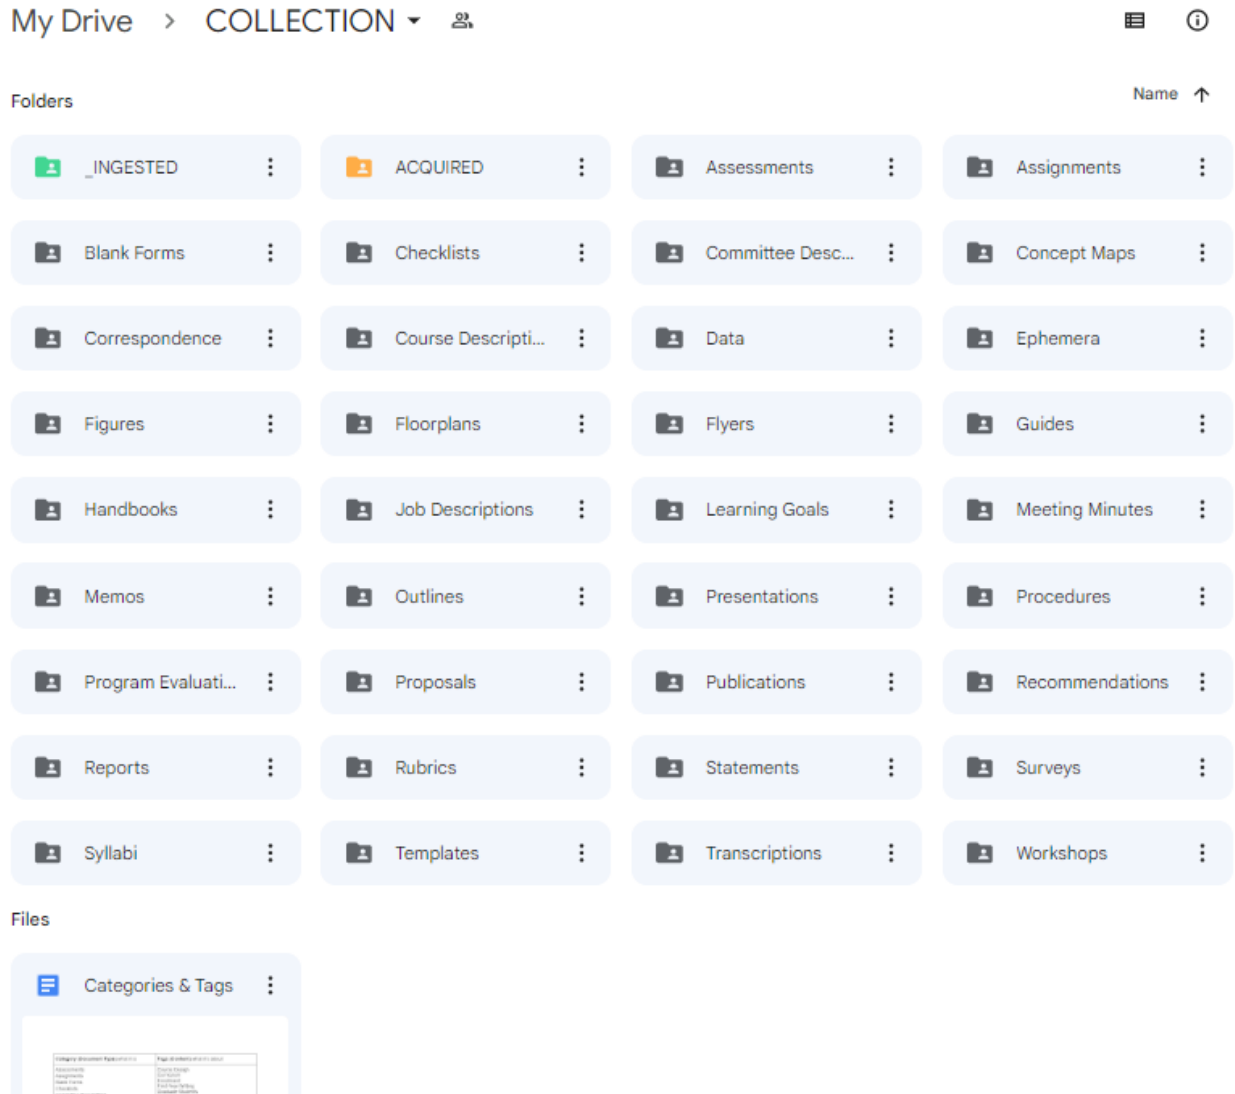 My Drive > COLLECTION
Folders
Name
_INGESTED
ACQUIRED
Assessments
Assignments
Blank Forms
Checklists
Committee Desc...
Concept Maps
Correspondence
Course Descripti...
Data
Ephemera
Figures
Floorplans
Flyers
Guides
Handbooks
Job Descriptions
Learning Goals
Meeting Minutes
Memos
Outlines
Presentations
Procedures
Program Evaluati...
Proposals
Publications
Recommendations
Reports
Rubrics
Statements
Surveys
Syllabi
Templates
Transcriptions
Workshops
Files
Categories & Tags